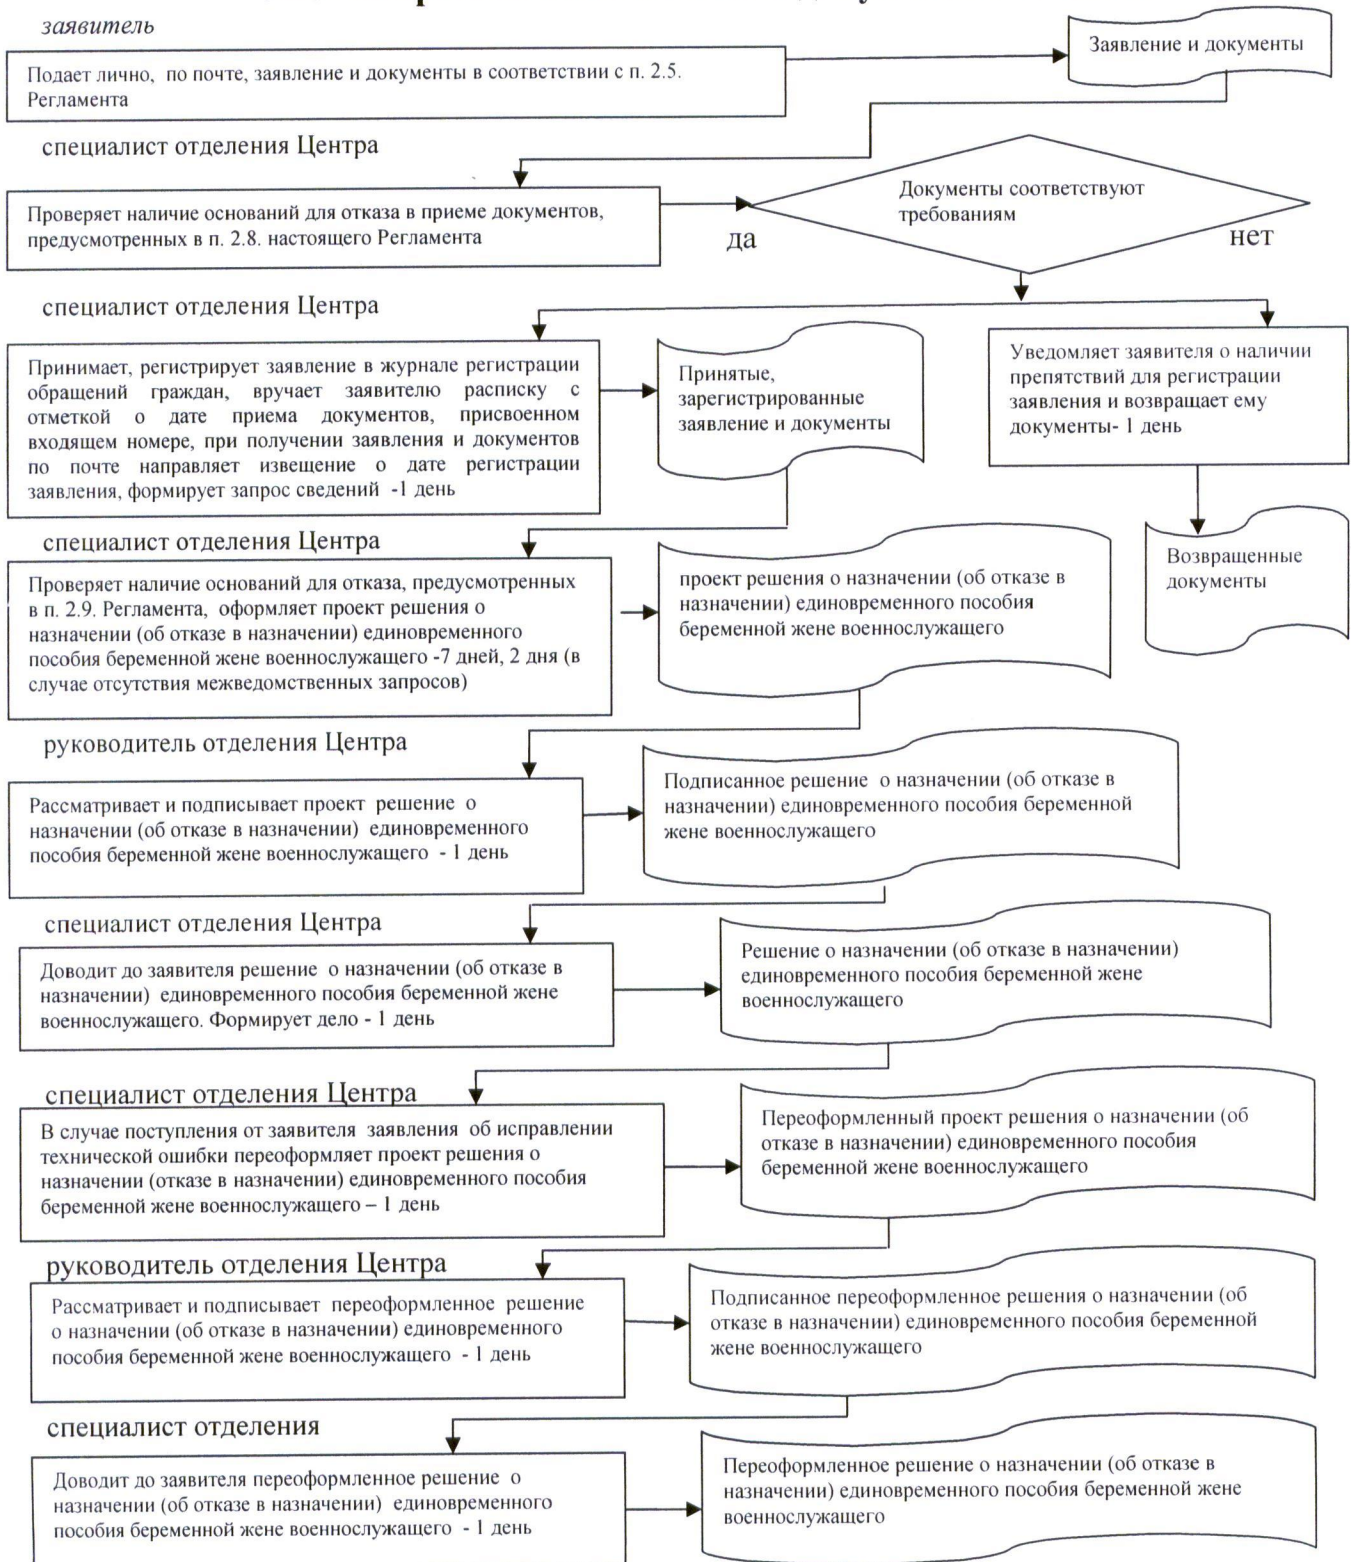 заявитель
Заявление и документы
Подает лично, по почте, заявление и документы в соответствии с п. 2.5.
Регламента
специалист отделения Центра
Документы соответствуют
требованиям
Проверяет наличие оснований для отказа в приеме документов,
предусмотренных в п. 2.8. настоящего Регламента
да
нет
специалист отделения Центра
Принимает, регистрирует заявление в журнале регистрации
обращений граждан, вручает заявителю расписку с
отметкой о дате приема документов, присвоенном
входящем номере, при получении заявления и документов
по почте направляет извещение о дате регистрации
заявления, формирует запрос сведений -1 день
Принятые,
зарегистрированные
заявление и документы
Уведомляет заявителя о наличии
препятствий для регистрации
заявления и возвращает ему
документы- 1 день
специалист отделения Центра
Проверяет наличие оснований для отказа, предусмотренных
в п. 2.9. Регламента, оформляет проект решения о
назначении (об отказе в назначении) единовременного
пособия беременной жене военнослужащего -7 дней, 2 дня (в
случае отсутствия межведомственных запросов)
проект решения о назначении (об отказе в
назначении) единовременного пособия
беременной жене военнослужащего
Возвращенные
документы
руководитель отделения Центра
Рассматривает и подписывает проект решение о
назначении (об отказе в назначении) единовременного
пособия беременной жене военнослужащего - 1 день
Подписанное решение о назначении (об отказе в
назначении) единовременного пособия беременной
жене военнослужащего
специалист отделения Центра
Доводит до заявителя решение о назначении (об отказе в
назначении) единовременного пособия беременной жене
военнослужащего. Формирует дело - 1 день
Решение о назначении (об отказе в назначении)
единовременного пособия беременной жене
военнослужащего
специалист отделения Центра
В случае поступления от заявителя заявления об исправлении
технической ошибки переоформляет проект решения о
назначении (отказе в назначении) единовременного пособия
беременной жене военнослужащего – 1 день
Переоформленный проект решения о назначении (об
отказе в назначении) единовременного пособия
беременной жене военнослужащего
руководитель отделения Центра
Рассматривает и подписывает переоформленное решение
о назначении (об отказе в назначении) единовременного
пособия беременной жене военнослужащего - 1 день
Подписанное переоформленное решения о назначении (об
отказе в назначении) единовременного пособия беременной
жене военнослужащего
специалист отделения
Доводит до заявителя переоформленное решение о
назначении (об отказе в назначении) единовременного
пособия беременной жене военнослужащего - 1 день
Переоформленное решение о назначении (об отказе в
назначении) единовременного пособия беременной жене
военнослужащего